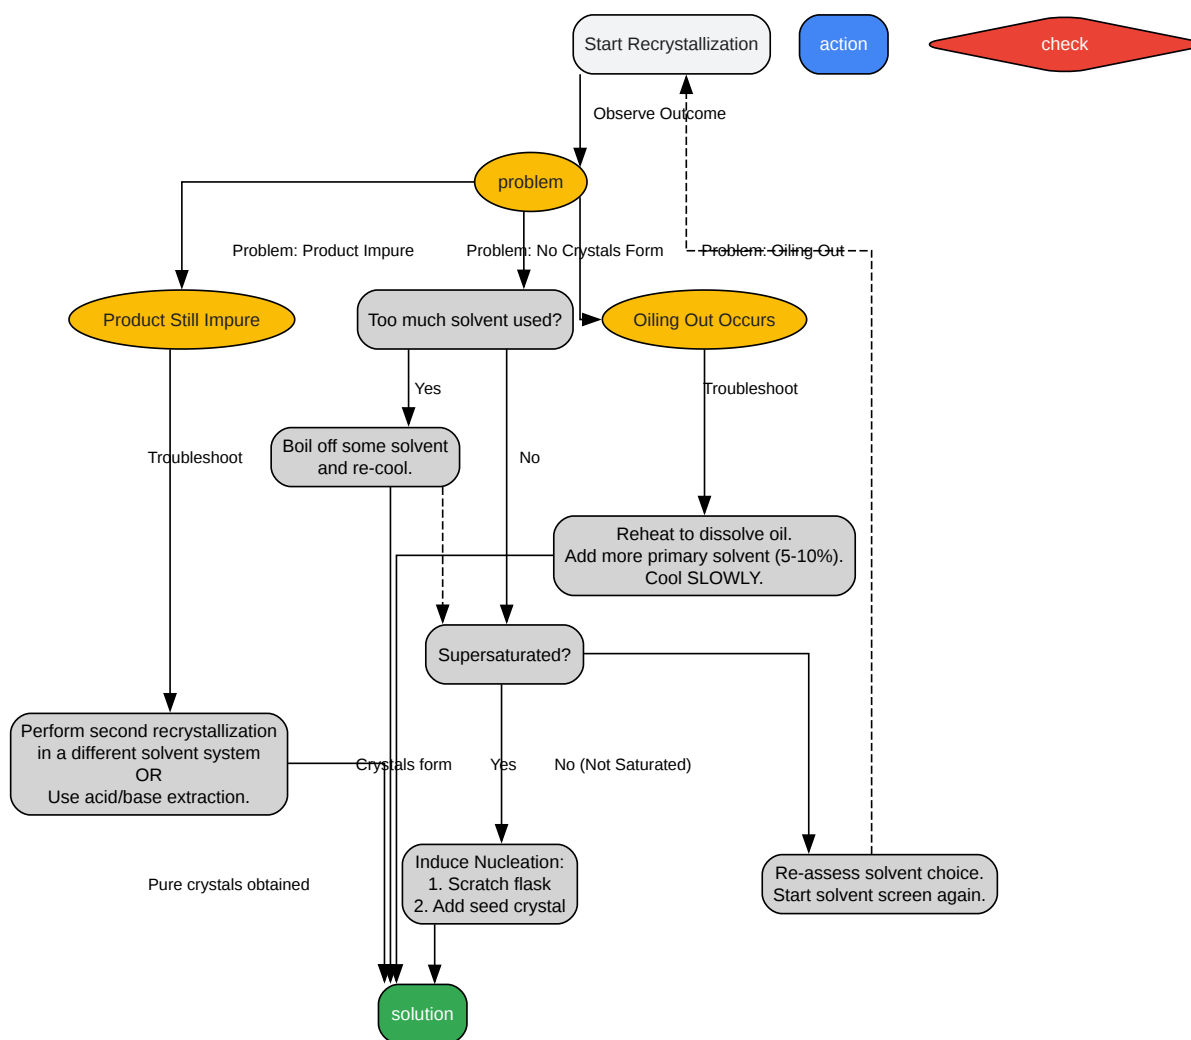 Start Recrystallization
action
check
Observe Outcome
problem
Problem: Product Impure
Problem: No Crystals Form
Problem: Oiling Out
Product Still Impure
Too much solvent used?
Oiling Out Occurs
Yes
Troubleshoot
Boil off some solvent
and re-cool.
Troubleshoot
No
Reheat to dissolve oil.
Add more primary solvent (5-10%).
Cool SLOWLY.
Supersaturated?
Perform second recrystallization
in a different solvent system
OR
Use acid/base extraction.
Crystals form
Yes
No (Not Saturated)
Induce Nucleation:
1. Scratch flask
2. Add seed crystal
Re-assess solvent choice.
Start solvent screen again.
Pure crystals obtained
solution